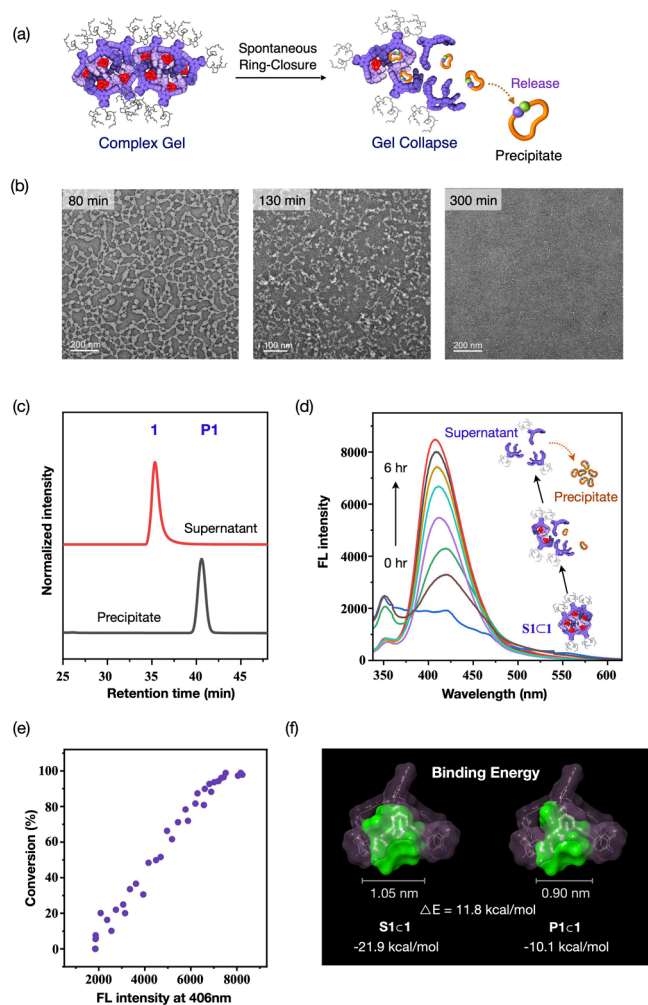 (a)
Spontaneous
Ring-Closure
Release
Complex Gel
Gel Collapse
Precipitate
(b)
80 min
130 min
300 min
200 nm
100 nm
200 nm
(c)
1
P1
Supernatant
Precipitate
Normalized intensity
25
30
35
40
45
Retention time (min)
(d)
Supernatant
Precipitate
6 hr
0 hr
S1⊂1
FL intensity
8000
6000
4000
2000
0
350
400
450
500
550
600
Wavelength (nm)
(e)
Conversion (%)
100
80
60
40
20
0
2000
4000
6000
8000
FL intensity at 406nm
(f)
Binding Energy
1.05 nm
0.90 nm
△E = 11.8 kcal/mol
S1⊂1
P1⊂1
-21.9 kcal/mol
-10.1 kcal/mol